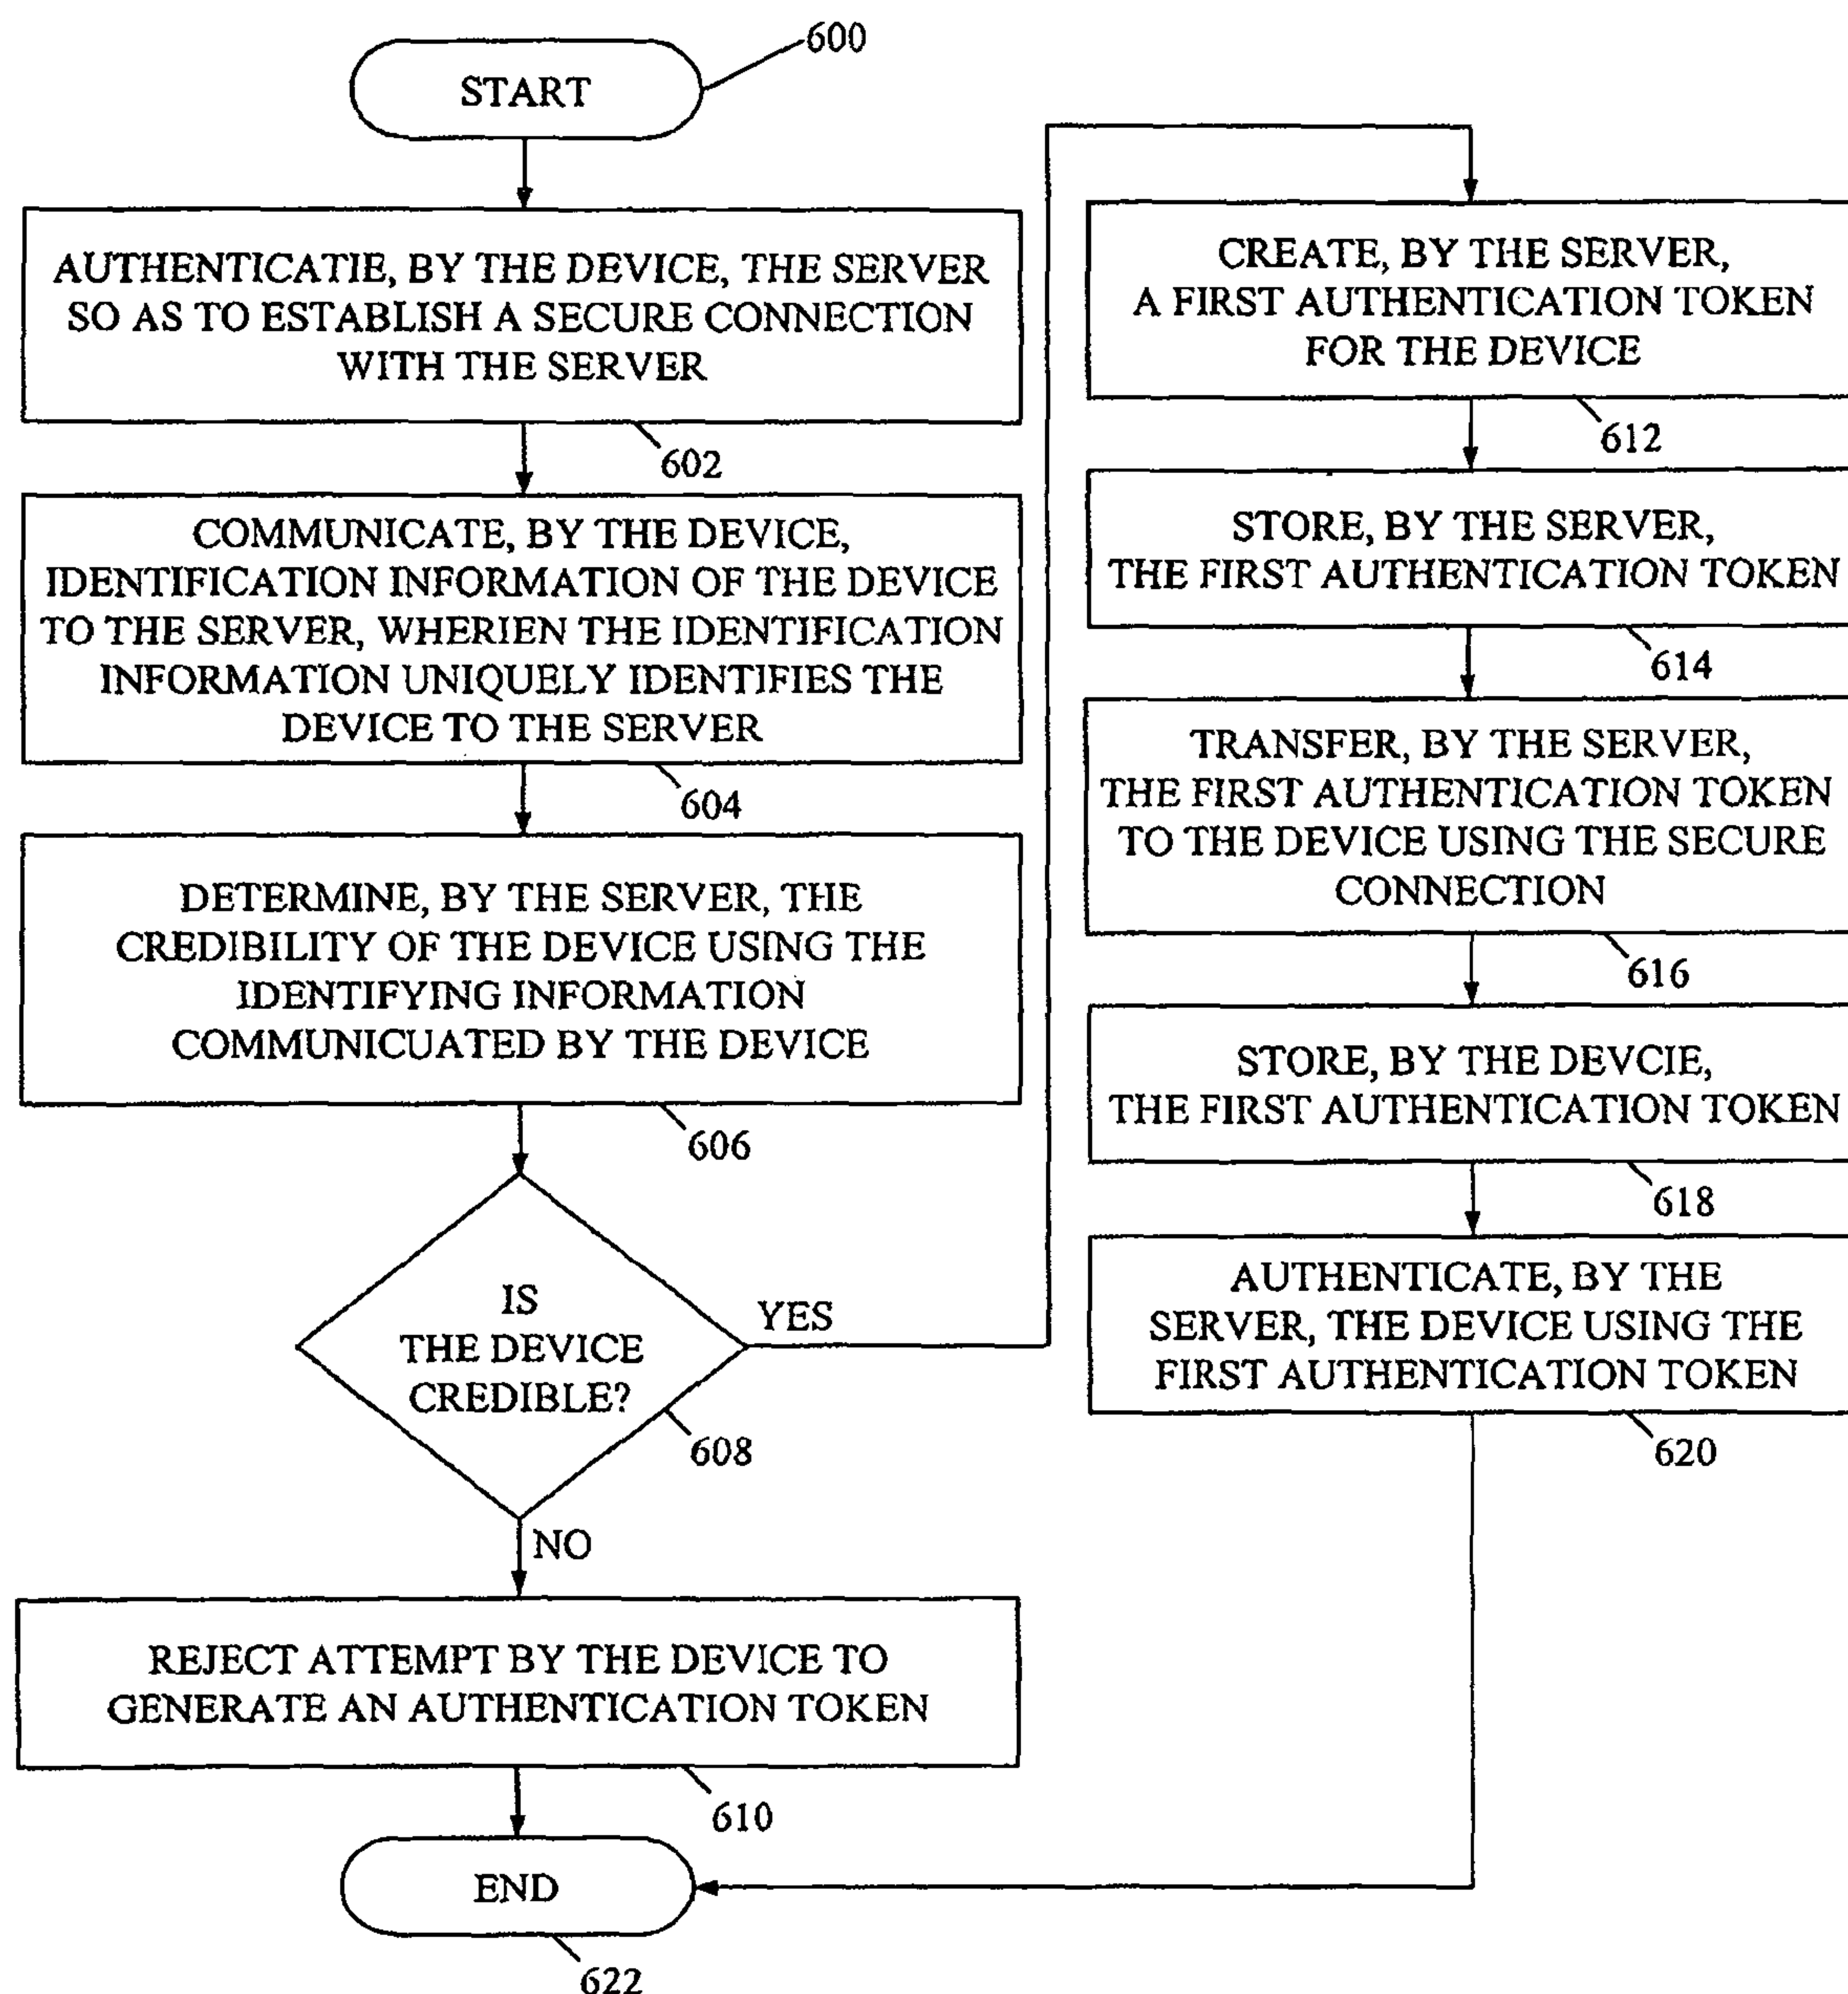 START
600
AUTHENTICATIE, BY THE DEVICE, THE SERVER
SO AS TO ESTABLISH A SECURE CONNECTION
WITH THE SERVER
602
COMMUNICATE, BY THE DEVICE,
IDENTIFICATION INFORMATION OF THE DEVICE
TO THE SERVER, WHERIEN THE IDENTIFICATION
INFORMATION UNIQUELY IDENTIFIES THE
DEVICE TO THE SERVER
604
DETERMINE, BY THE SERVER, THE
CREDIBILITY OF THE DEVICE USING THE
IDENTIFYING INFORMATION
COMMUNICUATED BY THE DEVICE
606
IS
THE DEVICE
CREDIBLE?
608
YES
NO
REJECT ATTEMPT BY THE DEVICE TO
GENERATE AN AUTHENTICATION TOKEN
610
CREATE, BY THE SERVER,
A FIRST AUTHENTICATION TOKEN
FOR THE DEVICE
612
STORE, BY THE SERVER,
THE FIRST AUTHENTICATION TOKEN
614
TRANSFER, BY THE SERVER,
THE FIRST AUTHENTICATION TOKEN
TO THE DEVICE USING THE SECURE
CONNECTION
616
STORE, BY THE DEVCIE,
THE FIRST AUTHENTICATION TOKEN
618
AUTHENTICATE, BY THE
SERVER, THE DEVICE USING THE
FIRST AUTHENTICATION TOKEN
620
END
622